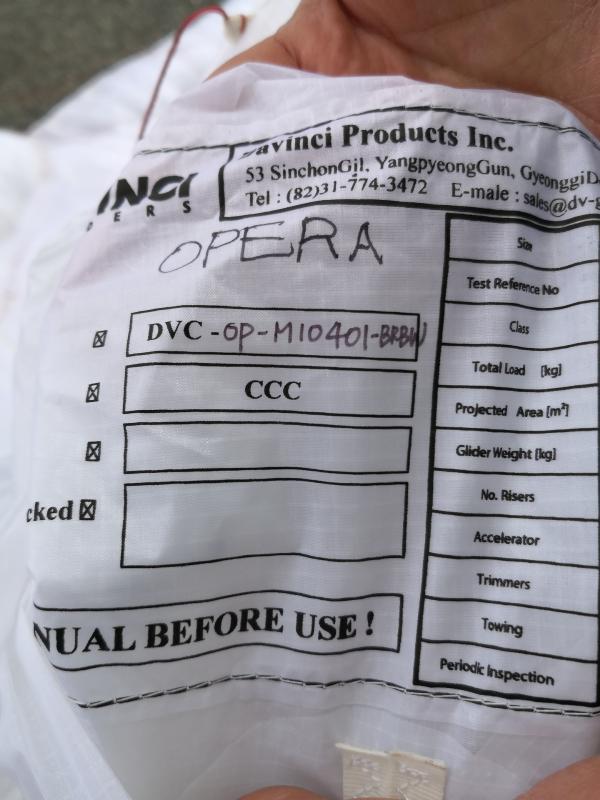 Davinci Products Inc.
53 SinchonGil, YangpyeongGun, GyeonggiD
Tel : (82)31-774-3472 E-male : sales@dv-g
INCI
DERS
OPERA
DVC -OP-M10401-BRBW
CCC
cked
NUAL BEFORE USE !
Size
Test Reference No
Class
Total Load [kg]
Projected Area [m²]
Glider Weight [kg]
No. Risers
Accelerator
Trimmers
Towing
Periodic Inspection